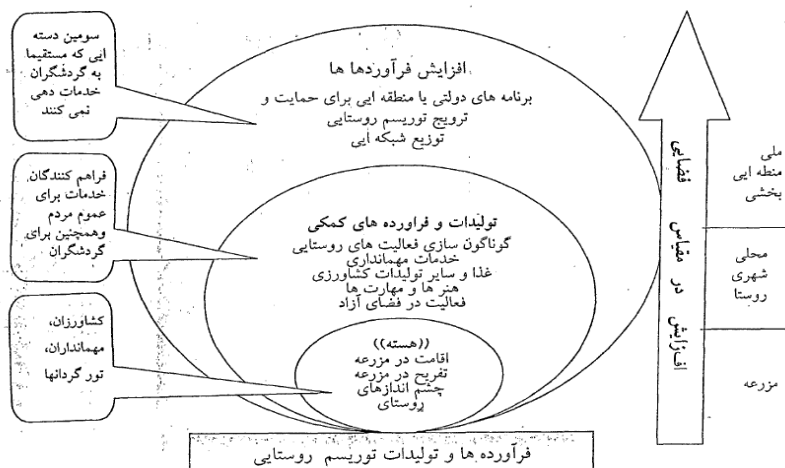 سومین دسته
ایی که مستقیما
به گردشگران
خدمات دهی
نمی کنند
فراهم کنندگان
خدمات برای
عموم مردم
وهمچنین برای
گردشگران
کشاورزان،
مهمانداران،
تور گردانها
افزایش فرآوردها ها
برنامه های دولتی یا منطقه ایی برای حمایت و
ترویج توریسم روستایی
توزیع شبکه ایی
تولیدات و فراورده های کمکی
گوناگون سازی فعالیت های روستایی
خدمات مهمانداری
غذا و سایر تولیدات کشاورزی
هنر ها و مهارت ها
فعالیت در فضای آزاد
((هسته))
اقامت در مزرعه
تفریح در مزرعه
چشم اندازهای
روستای
فرآورده ها و تولیدات توریسم روستایی
افزایش در مقیاس فضایی
ملی
منطه ایی
بخشی
محلی
شهری
روستا
مزرعه